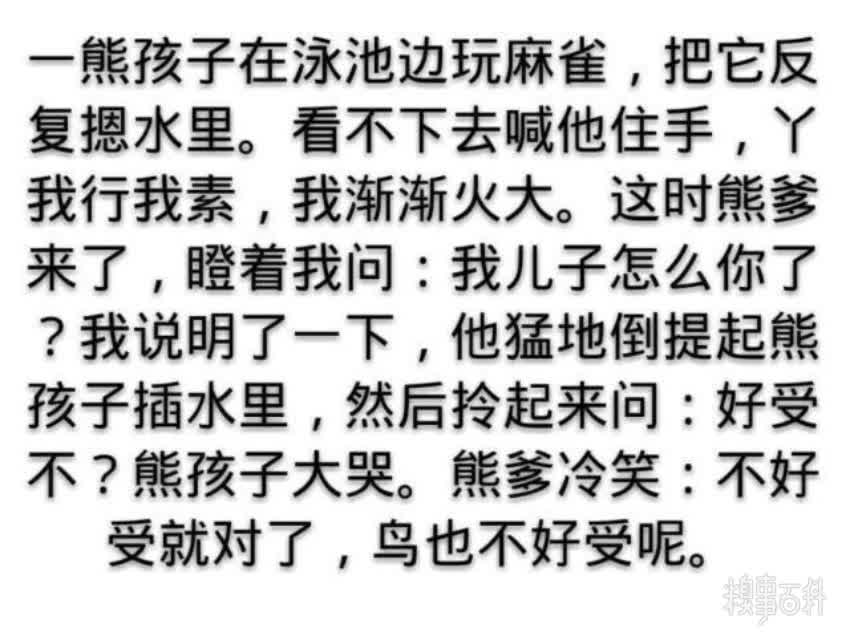 一熊孩子在泳池边玩麻雀，把它反
复摁水里。看不下去喊他住手，丫
我行我素，我渐渐火大。这时熊爹
来了，瞪着我问：我儿子怎么你了
？我说明了一下，他猛地倒提起熊
孩子插水里，然后拎起来问：好受
不？熊孩子大哭。熊爹冷笑：不好
受就对了，鸟也不好受呢。
糗事百科